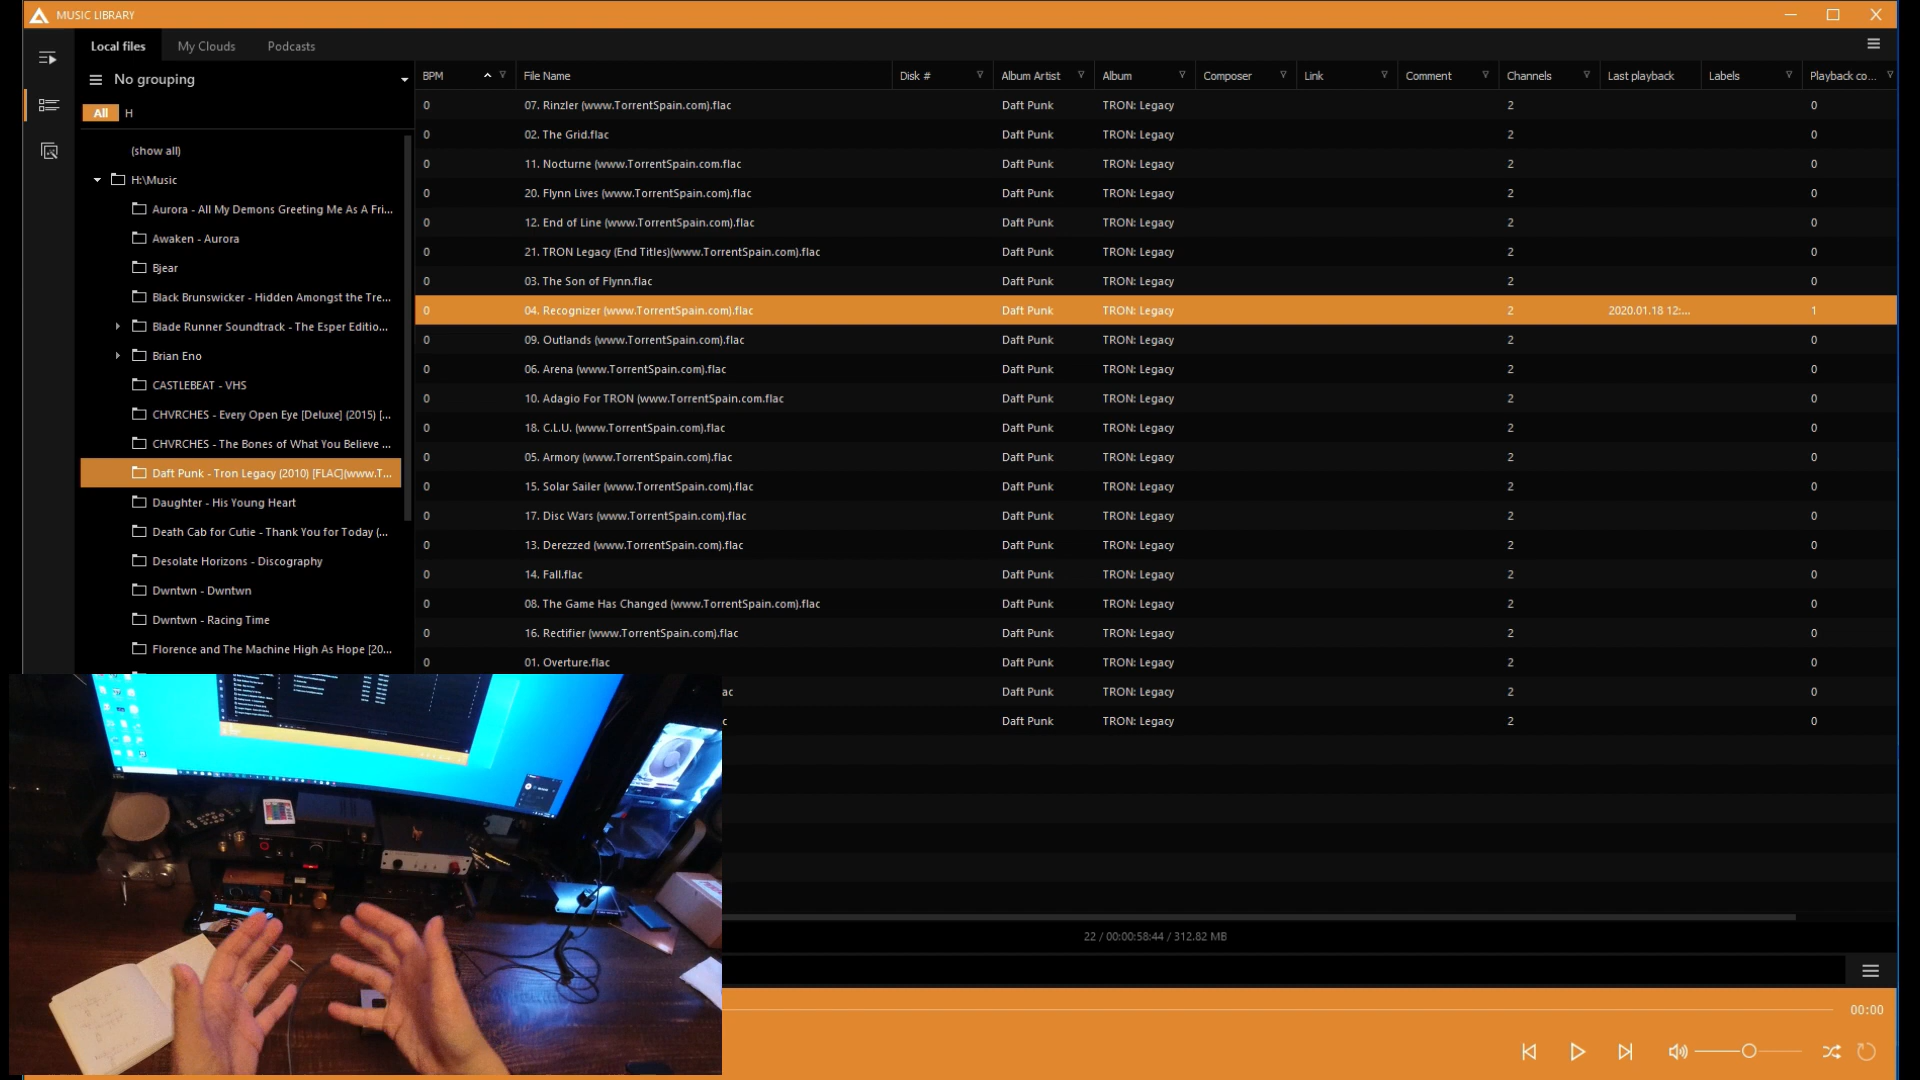 MUSIC LIBRARY
Local files My Clouds Podcasts
No grouping
All H
(show all)
H:\Music
Aurora - All My Demons Greeting Me As A Fri...
Awaken - Aurora
Bjear
Black Brunswicker - Hidden Amongst the Tre...
Blade Runner Soundtrack - The Esper Editio...
Brian Eno
CASTLEBEAT - VHS
CHVRCHES - Every Open Eye [Deluxe] (2015) [...
CHVRCHES - The Bones of What You Believe ...
Daft Punk - Tron Legacy (2010) [FLAC](www.T...
Daughter - His Young Heart
Death Cab for Cutie - Thank You for Today (...
Desolate Horizons - Discography
Dwntwn - Dwntwn
Dwntwn - Racing Time
Florence and The Machine High As Hope [20...
BPM File Name Disk # Album Artist Album Composer Link Comment Channels Last playback Labels Playback co...
0 07. Rinzler (www.TorrentSpain.com).flac Daft Punk TRON: Legacy 2 0
0 02. The Grid.flac Daft Punk TRON: Legacy 2 0
0 11. Nocturne (www.TorrentSpain.com.flac Daft Punk TRON: Legacy 2 0
0 20. Flynn Lives (www.TorrentSpain.com).flac Daft Punk TRON: Legacy 2 0
0 12. End of Line (www.TorrentSpain.com).flac Daft Punk TRON: Legacy 2 0
0 21. TRON Legacy (End Titles)(www.TorrentSpain.com).flac Daft Punk TRON: Legacy 2 0
0 03. The Son of Flynn.flac Daft Punk TRON: Legacy 2 0
0 04. Recognizer (www.TorrentSpain.com).flac Daft Punk TRON: Legacy 2 2020.01.18 12:... 1
0 09. Outlands (www.TorrentSpain.com).flac Daft Punk TRON: Legacy 2 0
0 06. Arena (www.TorrentSpain.com).flac Daft Punk TRON: Legacy 2 0
0 10. Adagio For TRON (www.TorrentSpain.com.flac Daft Punk TRON: Legacy 2 0
0 18. C.L.U. (www.TorrentSpain.com).flac Daft Punk TRON: Legacy 2 0
0 05. Armory (www.TorrentSpain.com).flac Daft Punk TRON: Legacy 2 0
0 15. Solar Sailer (www.TorrentSpain.com).flac Daft Punk TRON: Legacy 2 0
0 17. Disc Wars (www.TorrentSpain.com).flac Daft Punk TRON: Legacy 2 0
0 13. Derezzed (www.TorrentSpain.com).flac Daft Punk TRON: Legacy 2 0
0 14. Fall.flac Daft Punk TRON: Legacy 2 0
0 08. The Game Has Changed (www.TorrentSpain.com).flac Daft Punk TRON: Legacy 2 0
0 16. Rectifier (www.TorrentSpain.com).flac Daft Punk TRON: Legacy 2 0
0 01. Overture.flac Daft Punk TRON: Legacy 2 0
ac Daft Punk TRON: Legacy 2 0
c Daft Punk TRON: Legacy 2 0
22 / 00:00:58:44 / 312.82 MB
00:00